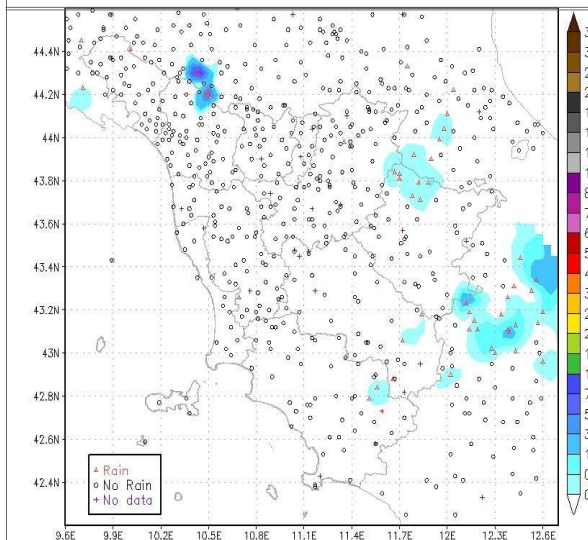 44.4N
44.2N
44N
43.8N
43.6N
43.4N
43.2N
43N
42.8N
42.6N
42.4N
Rain
No Rain
No data
9.6E 9.9E 10.2E 10.5E 10.8E 11.1E 11.4E 11.7E 12E 12.3E 12.6E